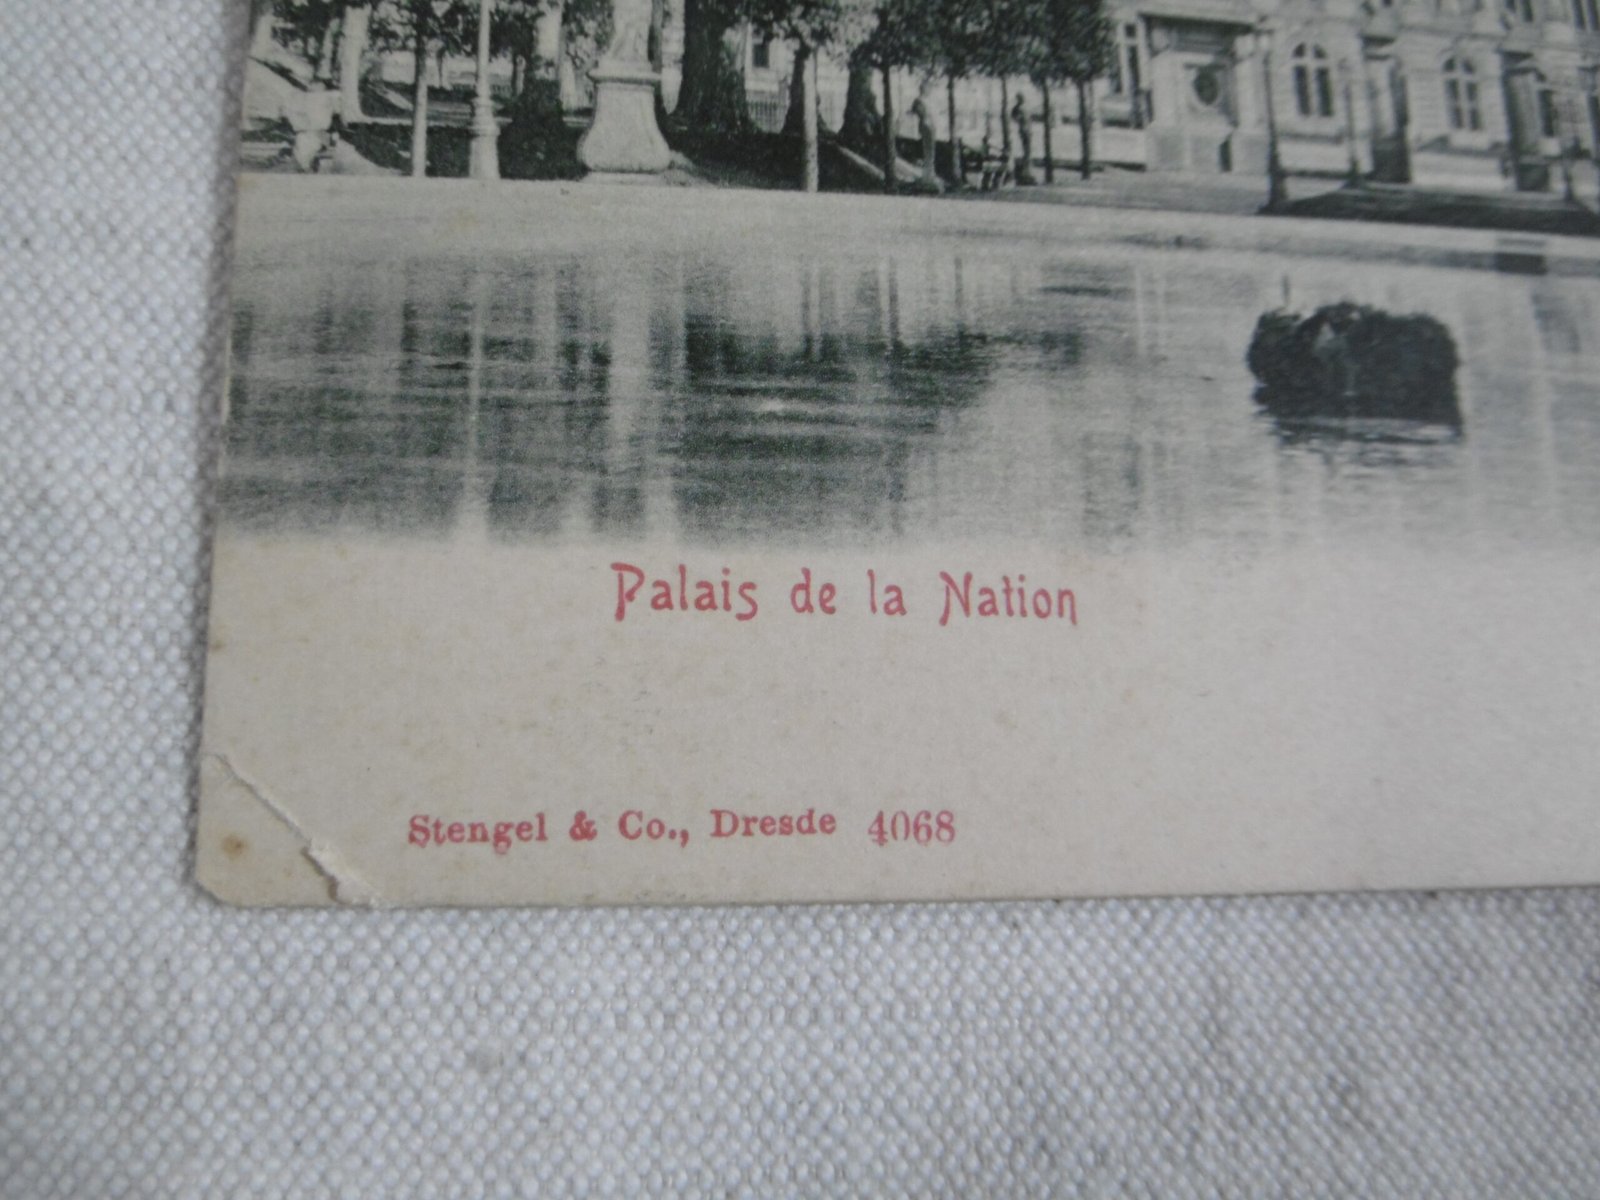 Palais de la Nation
Stengel & Co., Dresde 4068